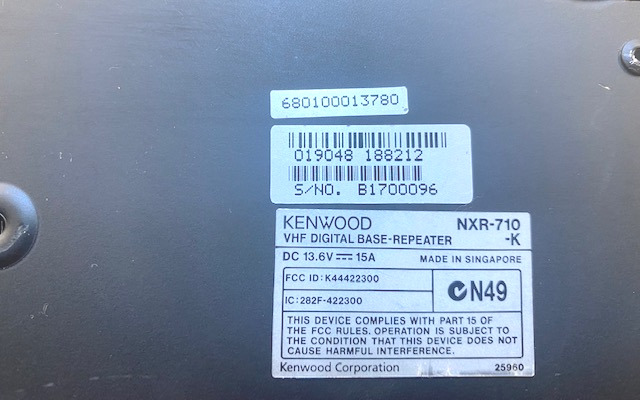 680100013780
019048 188212
S/NO. B1700096
KENWOOD NXR-710
VHF DIGITAL BASE-REPEATER -K
DC 13.6V ⎓ 15A MADE IN SINGAPORE
FCC ID: K44422300
IC: 282F-422300
N49
THIS DEVICE COMPLIES WITH PART 15 OF
THE FCC RULES. OPERATION IS SUBJECT TO
THE CONDITION THAT THIS DEVICE DOES NOT
CAUSE HARMFUL INTERFERENCE.
Kenwood Corporation 25960